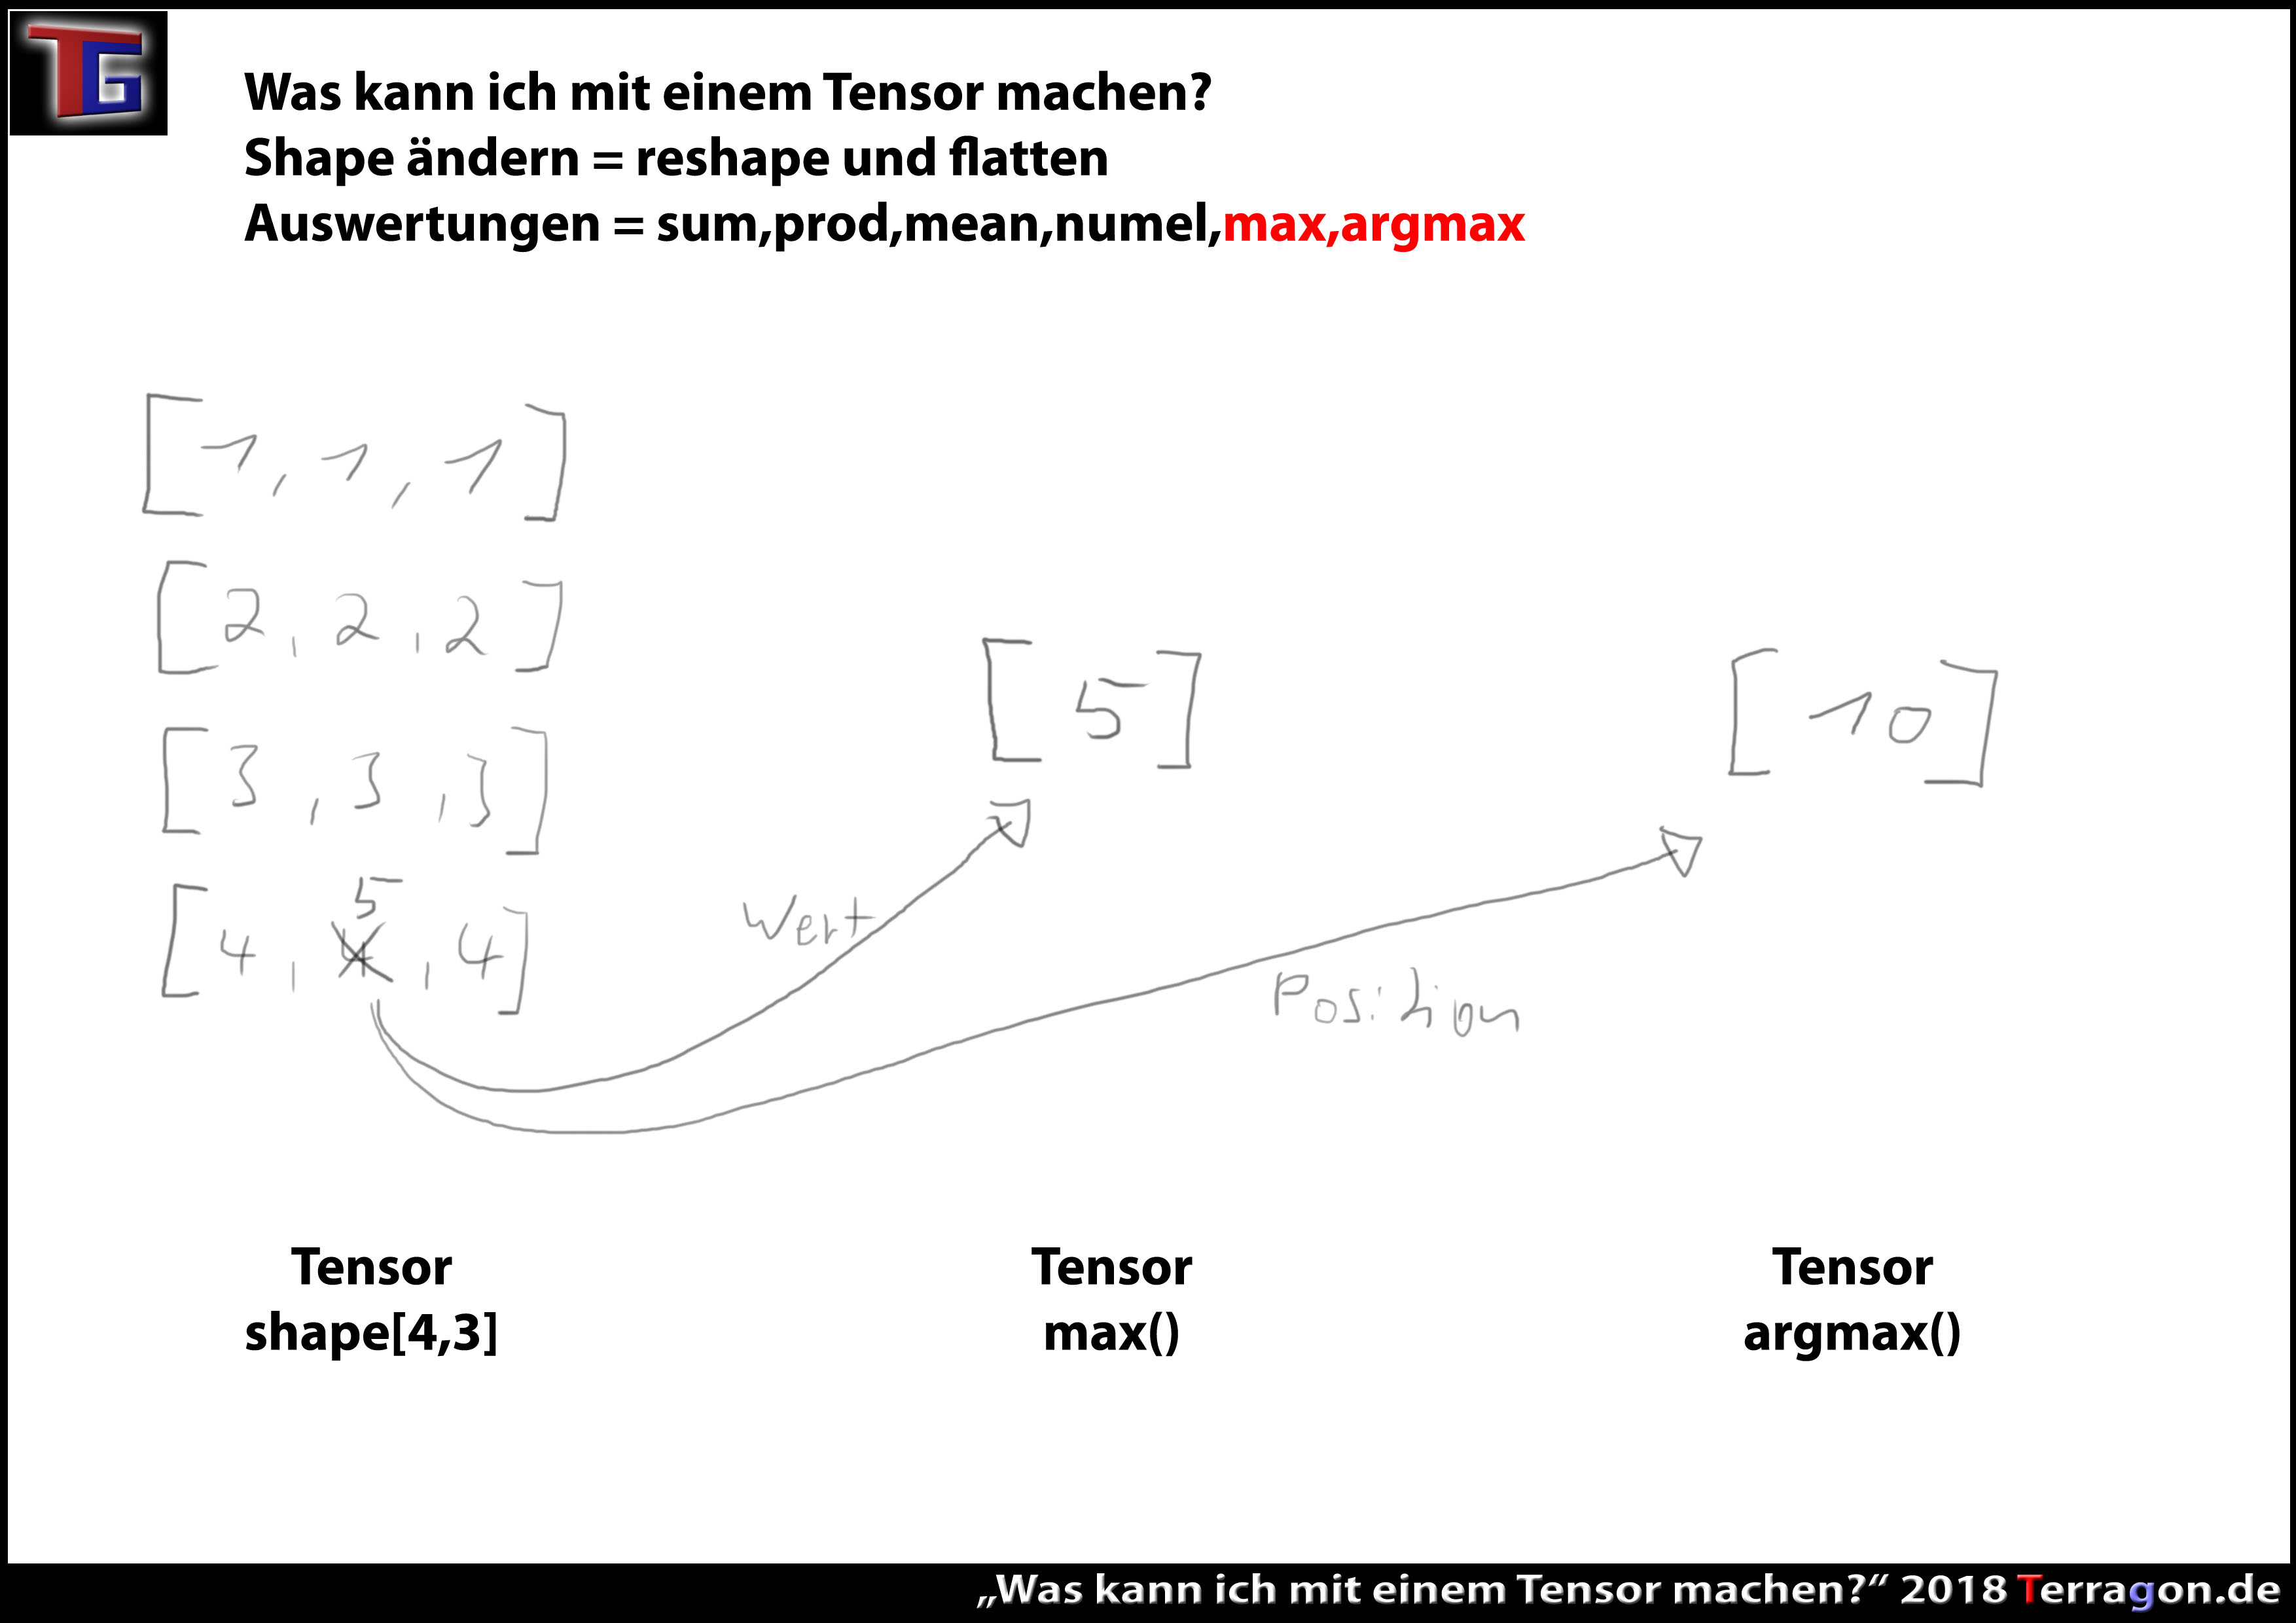 TG
Was kann ich mit einem Tensor machen?
Shape ändern = reshape und flatten
Auswertungen = sum,prod,mean,numel,max,argmax
[1, 1, 1]
[2, 2, 2]
[3, 3, 3]
5
[4, 4, 4]
[5]
[10]
Wert
Position
Tensor
shape[4,3]
Tensor
max()
Tensor
argmax()
„Was kann ich mit einem Tensor machen?“ 2018 Terragon.de